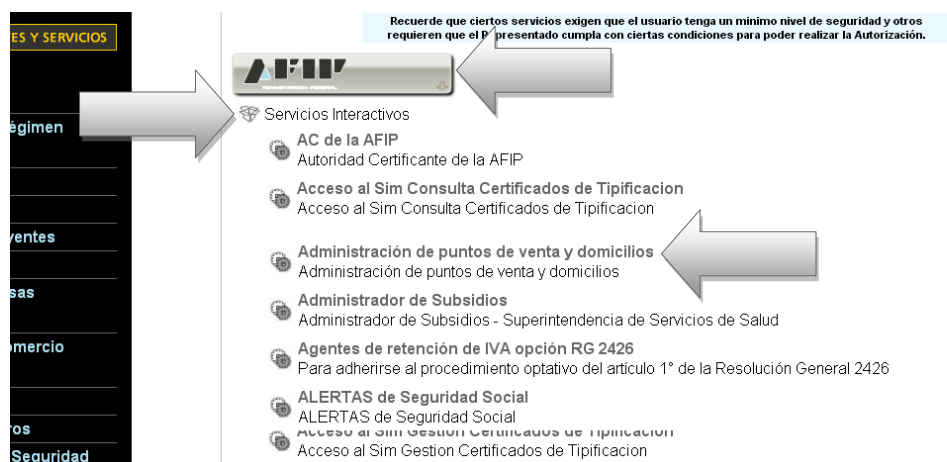 Recuerde que ciertos servicios exigen que el usuario tenga un minimo nivel de seguridad y otros
requieren que el Representado cumpla con ciertas condiciones para poder realizar la Autorización.
ES Y SERVICIOS
AFIP
ADMINISTRACION FEDERAL
Servicios Interactivos
égimen
AC de la AFIP
Autoridad Certificante de la AFIP
Acceso al Sim Consulta Certificados de Tipificacion
Acceso al Sim Consulta Certificados de Tipificacion
yentes
Administración de puntos de venta y domicilios
Administración de puntos de venta y domicilios
sas
Administrador de Subsidios
Administrador de Subsidios - Superintendencia de Servicios de Salud
omercio
Agentes de retención de IVA opción RG 2426
Para adherirse al procedimiento optativo del artículo 1° de la Resolución General 2426
ALERTAS de Seguridad Social
ALERTAS de Seguridad Social
ros
Acceso al Sim Gestion Certificados de Tipificacion
Acceso al Sim Gestion Certificados de Tipificacion
Seguridad